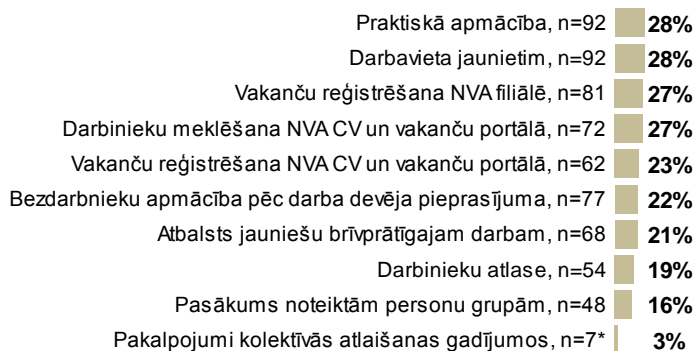 Praktiskā apmācība, n=92 28%
Darbavieta jaunietim, n=92 28%
Vakanču reģistrēšana NVA filiālē, n=81 27%
Darbinieku meklēšana NVA CV un vakanču portālā, n=72 27%
Vakanču reģistrēšana NVA CV un vakanču portālā, n=62 23%
Bezdarbnieku apmācība pēc darba devēja pieprasījuma, n=77 22%
Atbalsts jauniešu brīvprātīgajam darbam, n=68 21%
Darbinieku atlase, n=54 19%
Pasākums noteiktām personu grupām, n=48 16%
Pakalpojumi kolektīvās atlaišanas gadījumos, n=7* 3%